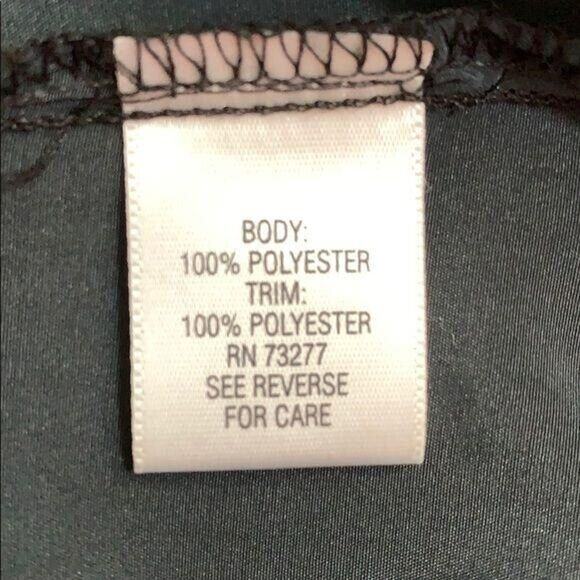 BODY:
100% POLYESTER
TRIM:
100% POLYESTER
RN 73277
SEE REVERSE
FOR CARE